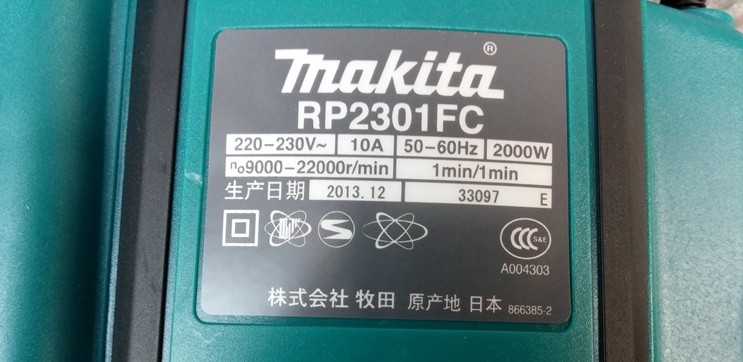 makita®
RP2301FC
220-230V~ 10A 50-60Hz 2000W
n₀9000-22000r/min 1min/1min
生产日期 2013.12 33097 E
S
CCC S&E
A004303
株式会社 牧田 原产地 日本 866385-2